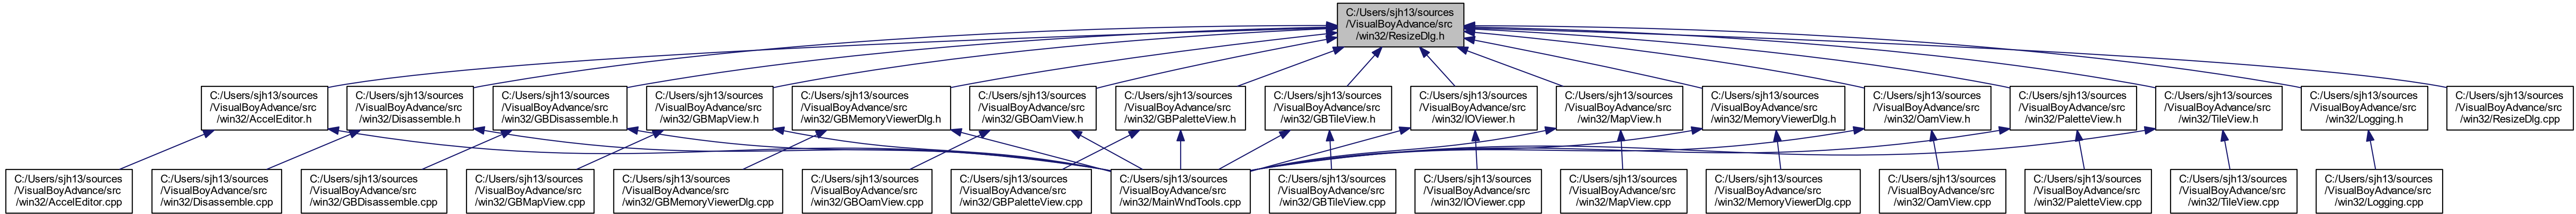 C:/Users/sjh13/sources
/VisualBoyAdvance/src
/win32/ResizeDlg.h
C:/Users/sjh13/sources
/VisualBoyAdvance/src
/win32/AccelEditor.h
C:/Users/sjh13/sources
/VisualBoyAdvance/src
/win32/Disassemble.h
C:/Users/sjh13/sources
/VisualBoyAdvance/src
/win32/GBDisassemble.h
C:/Users/sjh13/sources
/VisualBoyAdvance/src
/win32/GBMapView.h
C:/Users/sjh13/sources
/VisualBoyAdvance/src
/win32/GBMemoryViewerDlg.h
C:/Users/sjh13/sources
/VisualBoyAdvance/src
/win32/GBOamView.h
C:/Users/sjh13/sources
/VisualBoyAdvance/src
/win32/GBPaletteView.h
C:/Users/sjh13/sources
/VisualBoyAdvance/src
/win32/GBTileView.h
C:/Users/sjh13/sources
/VisualBoyAdvance/src
/win32/IOViewer.h
C:/Users/sjh13/sources
/VisualBoyAdvance/src
/win32/MapView.h
C:/Users/sjh13/sources
/VisualBoyAdvance/src
/win32/MemoryViewerDlg.h
C:/Users/sjh13/sources
/VisualBoyAdvance/src
/win32/OamView.h
C:/Users/sjh13/sources
/VisualBoyAdvance/src
/win32/PaletteView.h
C:/Users/sjh13/sources
/VisualBoyAdvance/src
/win32/TileView.h
C:/Users/sjh13/sources
/VisualBoyAdvance/src
/win32/Logging.h
C:/Users/sjh13/sources
/VisualBoyAdvance/src
/win32/ResizeDlg.cpp
C:/Users/sjh13/sources
/VisualBoyAdvance/src
/win32/AccelEditor.cpp
C:/Users/sjh13/sources
/VisualBoyAdvance/src
/win32/Disassemble.cpp
C:/Users/sjh13/sources
/VisualBoyAdvance/src
/win32/GBDisassemble.cpp
C:/Users/sjh13/sources
/VisualBoyAdvance/src
/win32/GBMapView.cpp
C:/Users/sjh13/sources
/VisualBoyAdvance/src
/win32/GBMemoryViewerDlg.cpp
C:/Users/sjh13/sources
/VisualBoyAdvance/src
/win32/GBOamView.cpp
C:/Users/sjh13/sources
/VisualBoyAdvance/src
/win32/GBPaletteView.cpp
C:/Users/sjh13/sources
/VisualBoyAdvance/src
/win32/MainWndTools.cpp
C:/Users/sjh13/sources
/VisualBoyAdvance/src
/win32/GBTileView.cpp
C:/Users/sjh13/sources
/VisualBoyAdvance/src
/win32/IOViewer.cpp
C:/Users/sjh13/sources
/VisualBoyAdvance/src
/win32/MapView.cpp
C:/Users/sjh13/sources
/VisualBoyAdvance/src
/win32/MemoryViewerDlg.cpp
C:/Users/sjh13/sources
/VisualBoyAdvance/src
/win32/OamView.cpp
C:/Users/sjh13/sources
/VisualBoyAdvance/src
/win32/PaletteView.cpp
C:/Users/sjh13/sources
/VisualBoyAdvance/src
/win32/TileView.cpp
C:/Users/sjh13/sources
/VisualBoyAdvance/src
/win32/Logging.cpp